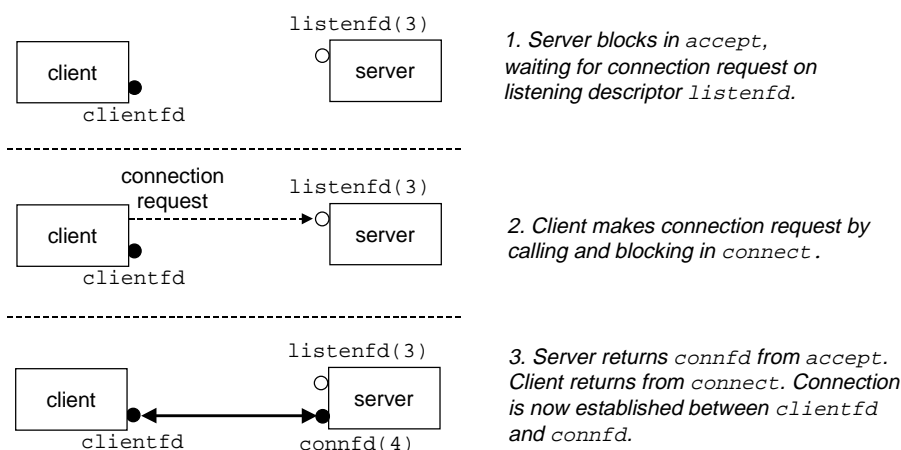 listenfd(3)
client
server
clientfd
1. Server blocks in accept,
waiting for connection request on
listening descriptor listenfd.
connection
request
listenfd(3)
client
server
clientfd
2. Client makes connection request by
calling and blocking in connect.
listenfd(3)
client
server
clientfd
connfd(4)
3. Server returns connfd from accept.
Client returns from connect. Connection
is now established between clientfd
and connfd.